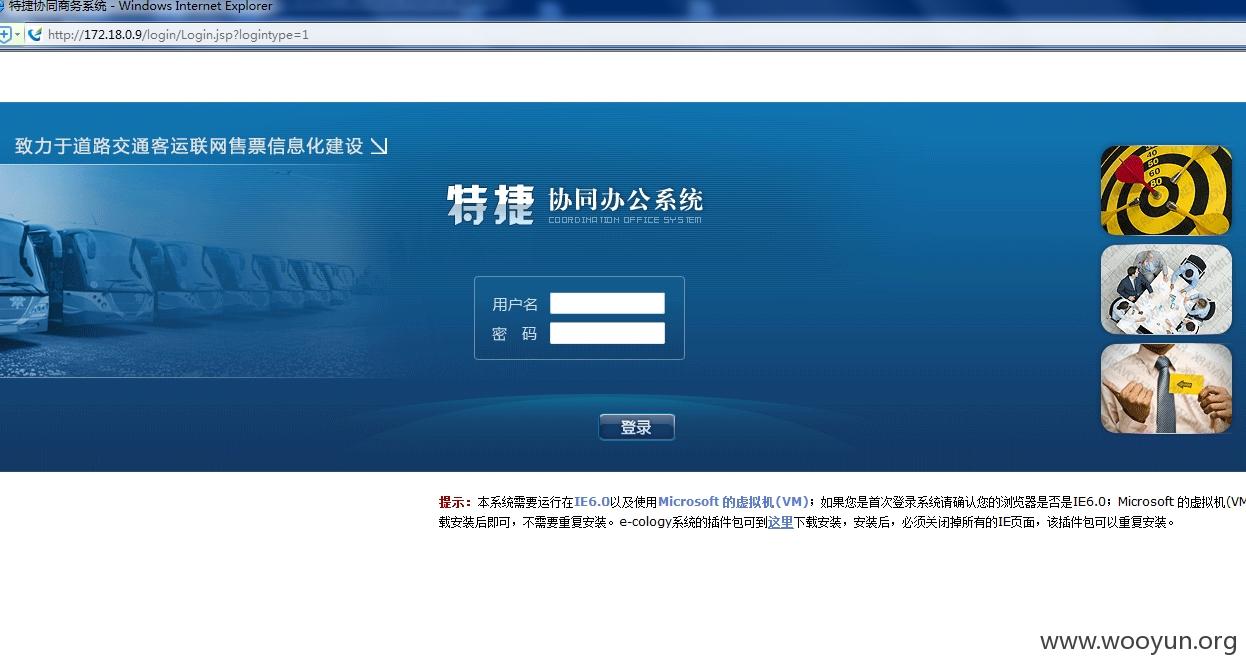 特捷协同商务系统 - Windows Internet Explorer
http://172.18.0.9/login/Login.jsp?logintype=1
致力于道路交通客运联网售票信息化建设
特捷 协同办公系统
COORDINATION OFFICE SYSTEM
用户名
密 码
登录
提示：本系统需要运行在IE6.0以及使用Microsoft 的虚拟机(VM)；如果您是首次登录系统请确认您的浏览器是否是IE6.0；Microsoft 的虚拟机(VM
载安装后即可，不需要重复安装。e-cology系统的插件包可到这里下载安装，安装后，必须关闭掉所有的IE页面，该插件包可以重复安装。
www.wooyun.org